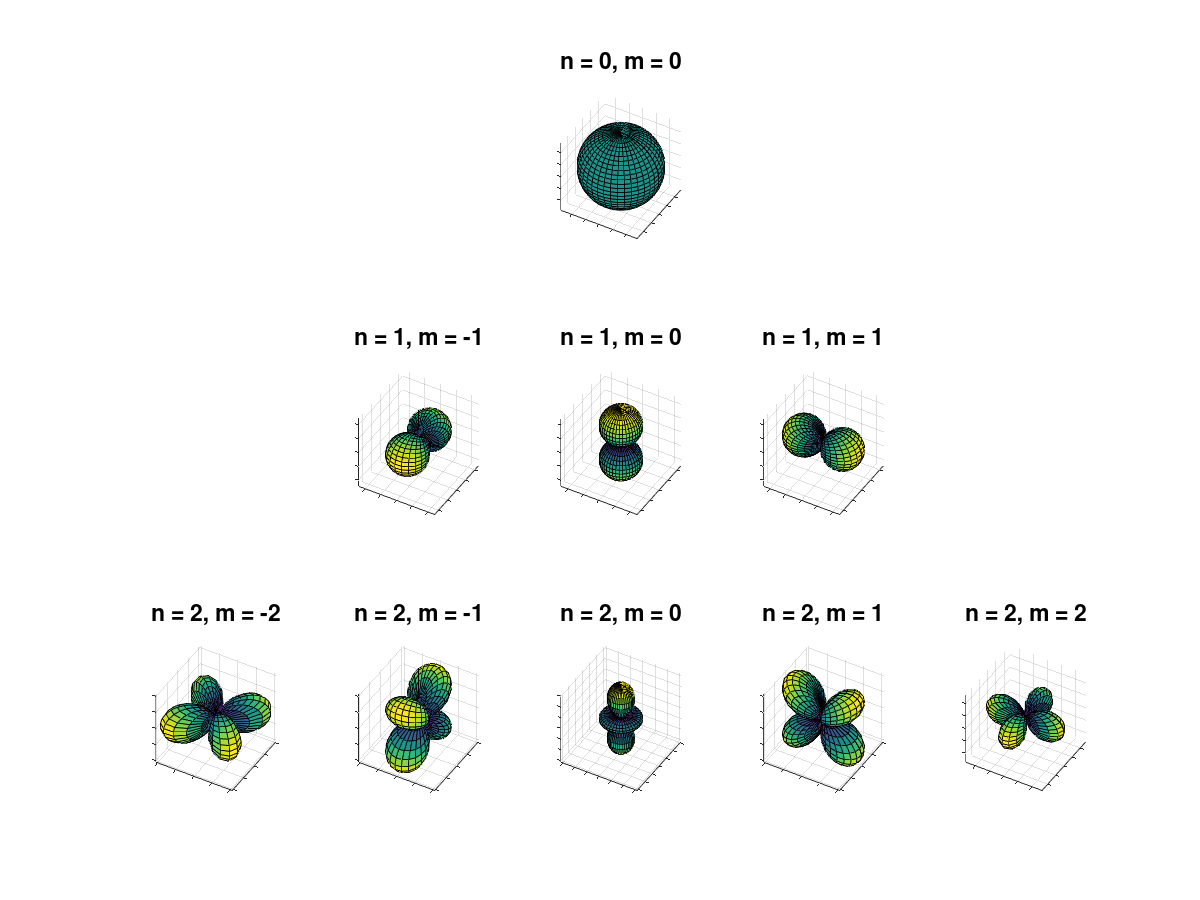 n = 0, m = 0
n = 1, m = -1
n = 1, m = 0
n = 1, m = 1
n = 2, m = -2
n = 2, m = -1
n = 2, m = 0
n = 2, m = 1
n = 2, m = 2